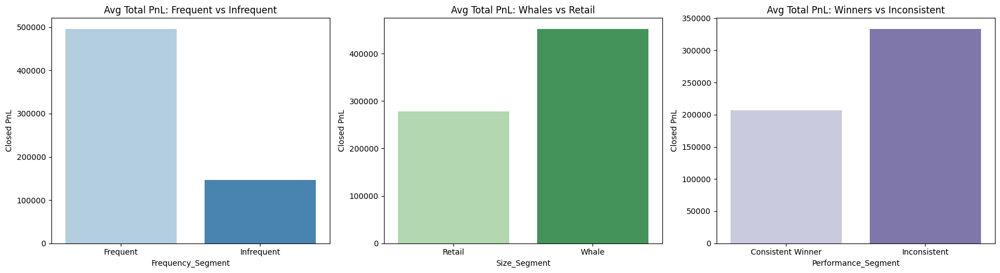 Avg Total PnL: Frequent vs Infrequent
500000
400000
300000
200000
100000
0
Closed PnL
Frequent
Infrequent
Frequency_Segment
Avg Total PnL: Whales vs Retail
400000
300000
200000
100000
0
Closed PnL
Retail
Whale
Size_Segment
Avg Total PnL: Winners vs Inconsistent
350000
300000
250000
200000
150000
100000
50000
0
Closed PnL
Consistent Winner
Inconsistent
Performance_Segment